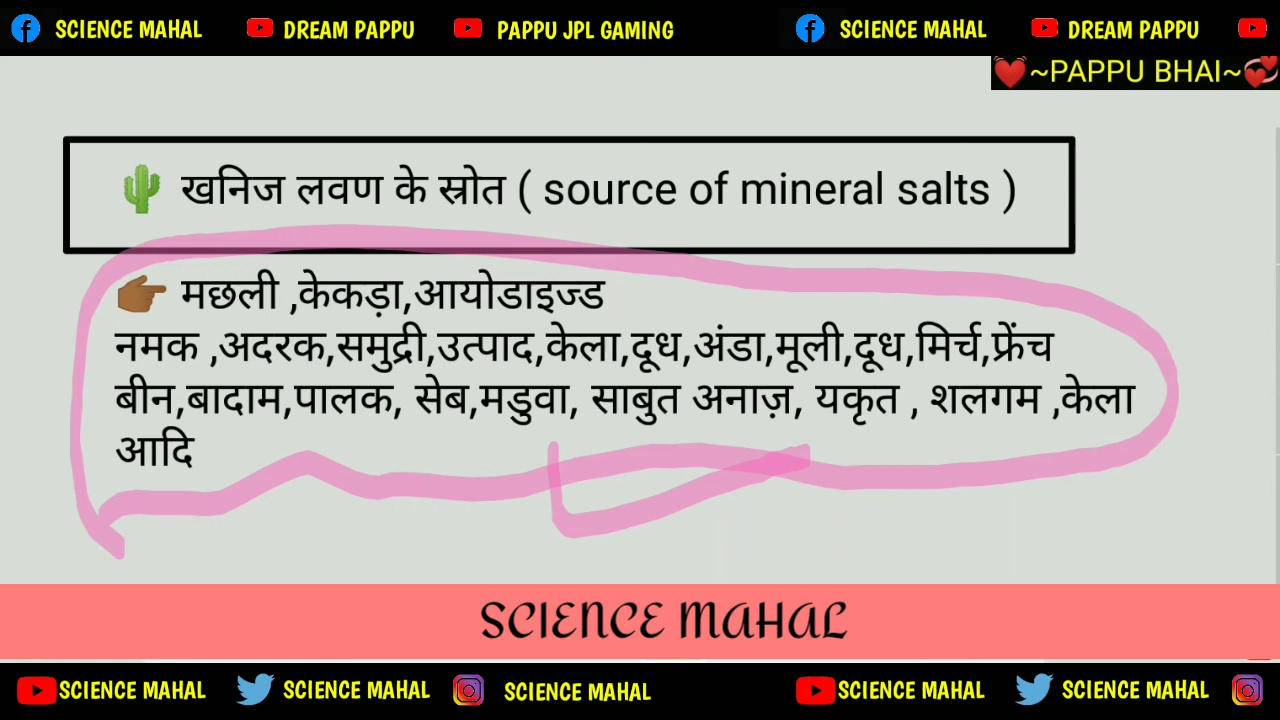 SCIENCE MAHAL DREAM PAPPU PAPPU JPL GAMING SCIENCE MAHAL DREAM PAPPU
~PAPPU BHAI~
खनिज लवण के स्रोत ( source of mineral salts )
मछली ,केकड़ा,आयोडाइज्ड
नमक ,अदरक,समुद्री,उत्पाद,केला,दूध,अंडा,मूली,दूध,मिर्च,फ्रेंच
बीन,बादाम,पालक, सेब,मडुवा, साबुत अनाज़, यकृत , शलगम ,केला
आदि
SCIENCE MAHAL
SCIENCE MAHAL SCIENCE MAHAL SCIENCE MAHAL SCIENCE MAHAL SCIENCE MAHAL